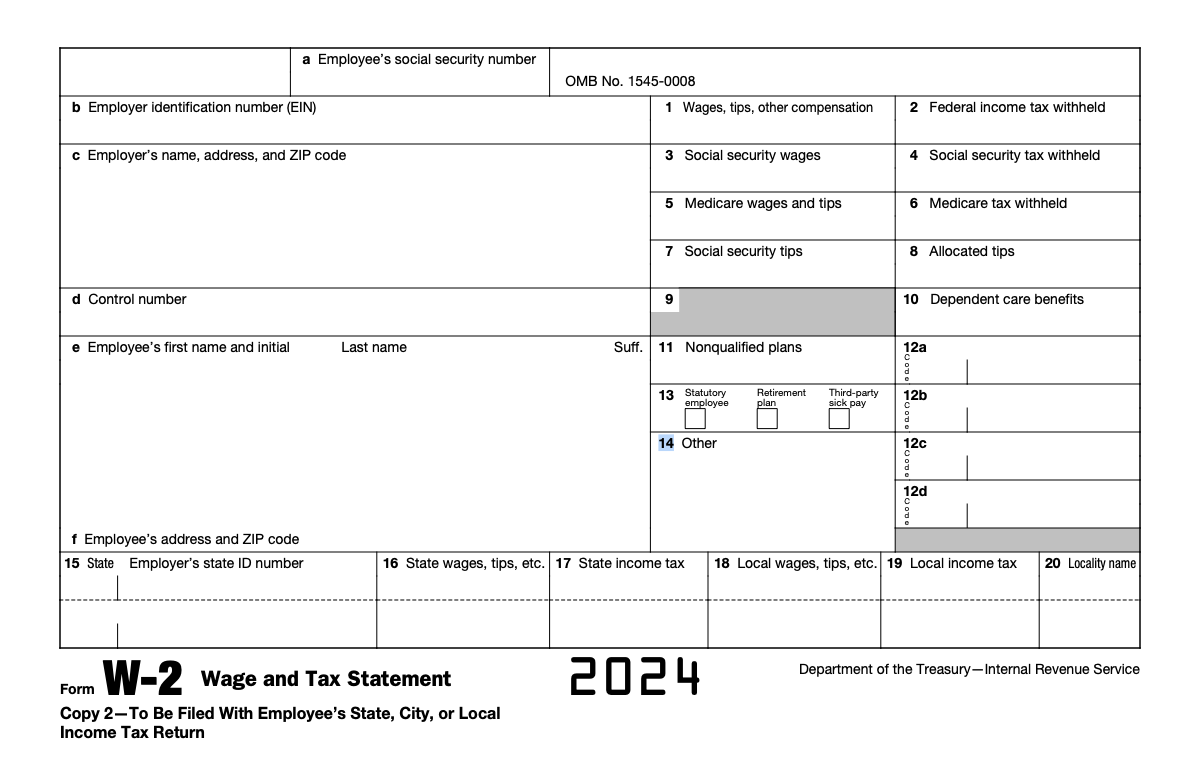 a Employee's social security number
OMB No. 1545-0008
b Employer identification number (EIN)
1 Wages, tips, other compensation
2 Federal income tax withheld
c Employer's name, address, and ZIP code
3 Social security wages
4 Social security tax withheld
5 Medicare wages and tips
6 Medicare tax withheld
7 Social security tips
8 Allocated tips
d Control number
9
10 Dependent care benefits
e Employee's first name and initial
Last name
Suff.
11 Nonqualified plans
12a
Code
13
Statutory
employee
Retirement
plan
Third-party
sick pay
12b
Code
14 Other
12c
Code
12d
Code
f Employee's address and ZIP code
15 State
Employer's state ID number
16 State wages, tips, etc.
17 State income tax
18 Local wages, tips, etc.
19 Local income tax
20 Locality name
Form W-2 Wage and Tax Statement
2024
Department of the Treasury—Internal Revenue Service
Copy 2—To Be Filed With Employee's State, City, or Local
Income Tax Return